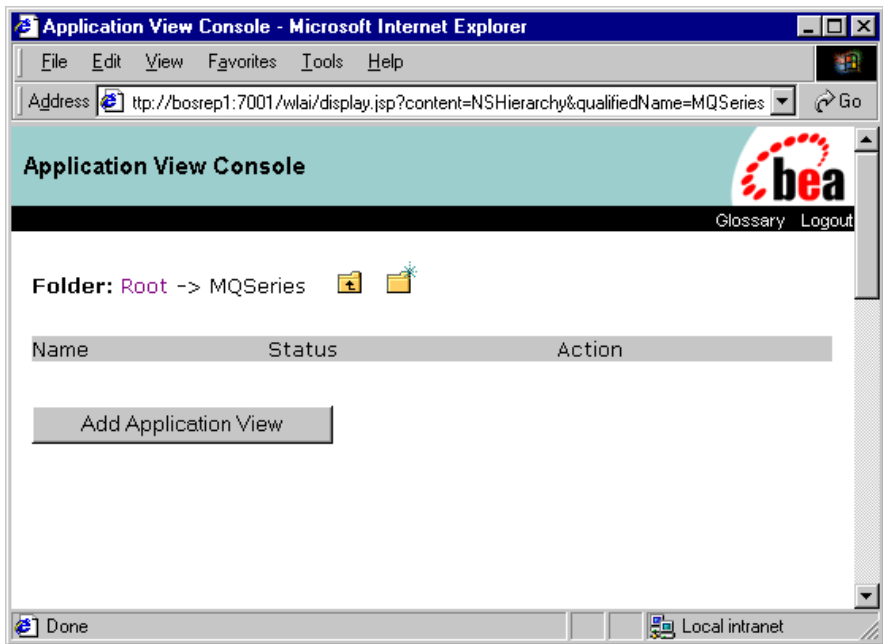 Application View Console - Microsoft Internet Explorer
File Edit View Favorites Tools Help
Address ttp://bosrep1:7001/wlai/display.jsp?content=NSHierarchy&qualifiedName=MQSeries Go
Application View Console
bea
Glossary Logout
Folder: Root -> MQSeries
Name Status Action
Add Application View
Done Local intranet